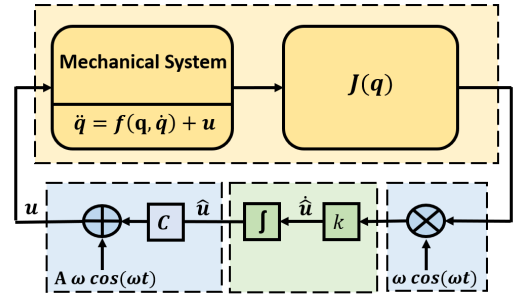 Mechanical System
q̈ = f(q, q̇) + u
J(q)
u
C
û
∫
û̇
k
A ω cos(ωt)
ω cos(ωt)